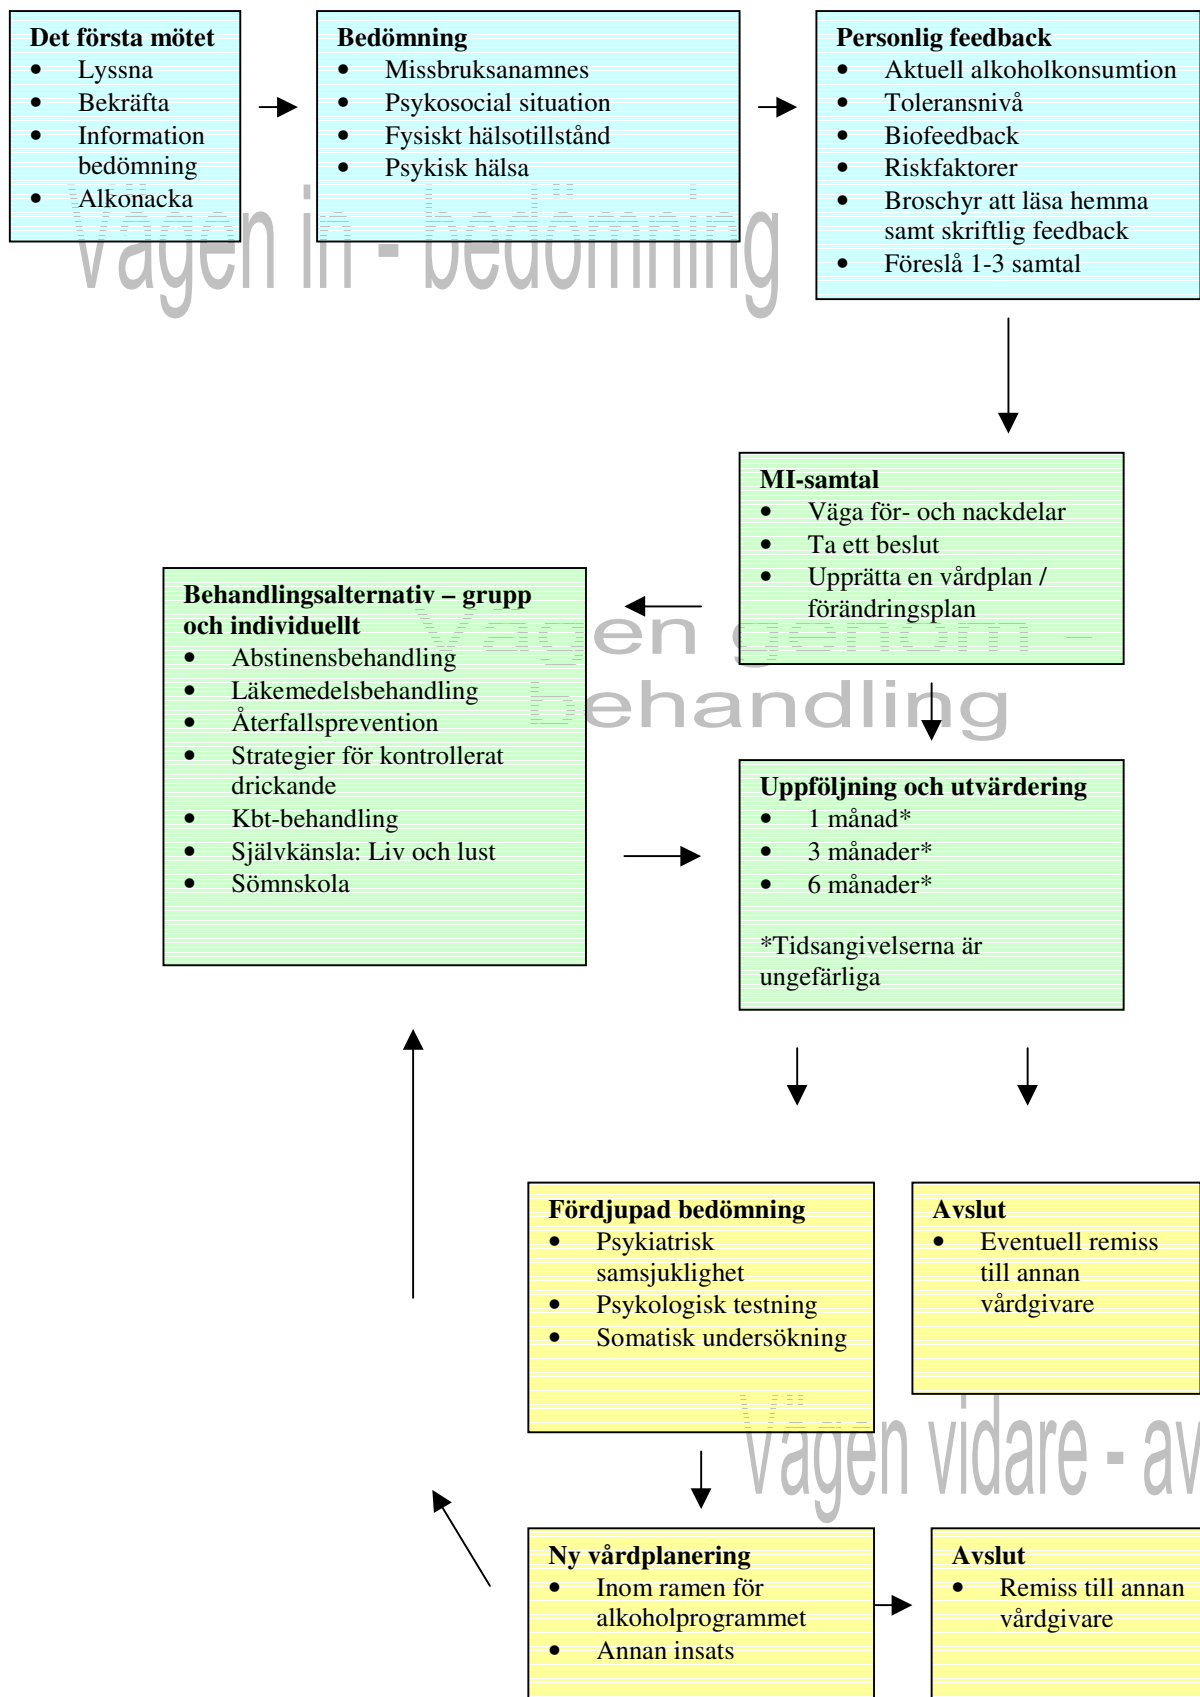 Det första mötet
• Lyssna
• Bekräfta
• Information
bedömning
• Alkonacka
Bedömning
• Missbruksanamnes
• Psykosocial situation
• Fysiskt hälsotillstånd
• Psykisk hälsa
Personlig feedback
• Aktuell alkoholkonsumtion
• Toleransnivå
• Biofeedback
• Riskfaktorer
• Broschyr att läsa hemma
samt skriftlig feedback
• Föreslå 1-3 samtal
Vägen in - bedömning
MI-samtal
• Väga för- och nackdelar
• Ta ett beslut
• Upprätta en vårdplan /
förändringsplan
Behandlingsalternativ – grupp
och individuellt
• Abstinensbehandling
• Läkemedelsbehandling
• Återfallsprevention
• Strategier för kontrollerat
drickande
• Kbt-behandling
• Självkänsla: Liv och lust
• Sömnskola
Vägen genom -
behandling
Uppföljning och utvärdering
• 1 månad*
• 3 månader*
• 6 månader*
*Tidsangivelserna är
ungefärliga
Fördjupad bedömning
• Psykiatrisk
samsjuklighet
• Psykologisk testning
• Somatisk undersökning
Avslut
• Eventuell remiss
till annan
vårdgivare
Vägen vidare - av
Ny vårdplanering
• Inom ramen för
alkoholprogrammet
• Annan insats
Avslut
• Remiss till annan
vårdgivare